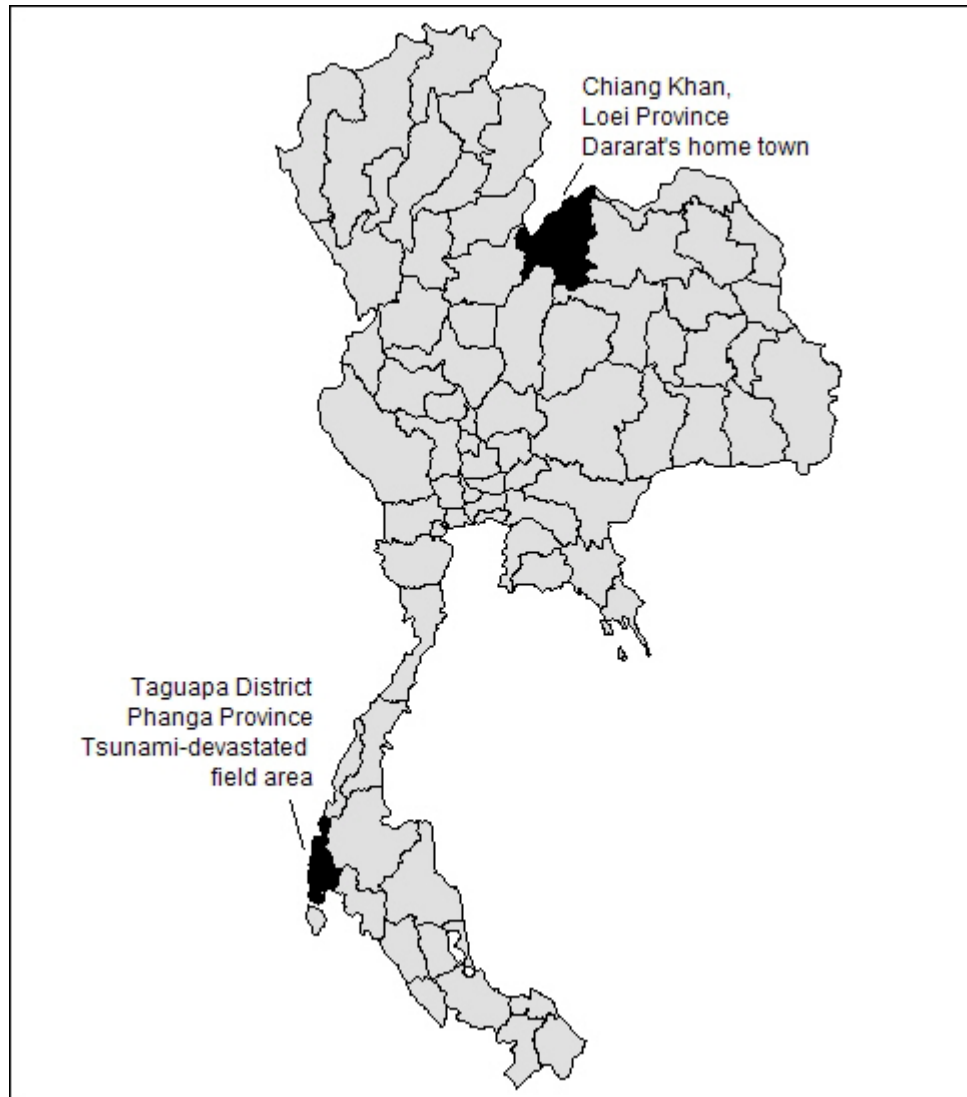 Chiang Khan,
Loei Province
Dararat's home town
Taguapa District
Phanga Province
Tsunami-devastated
field area